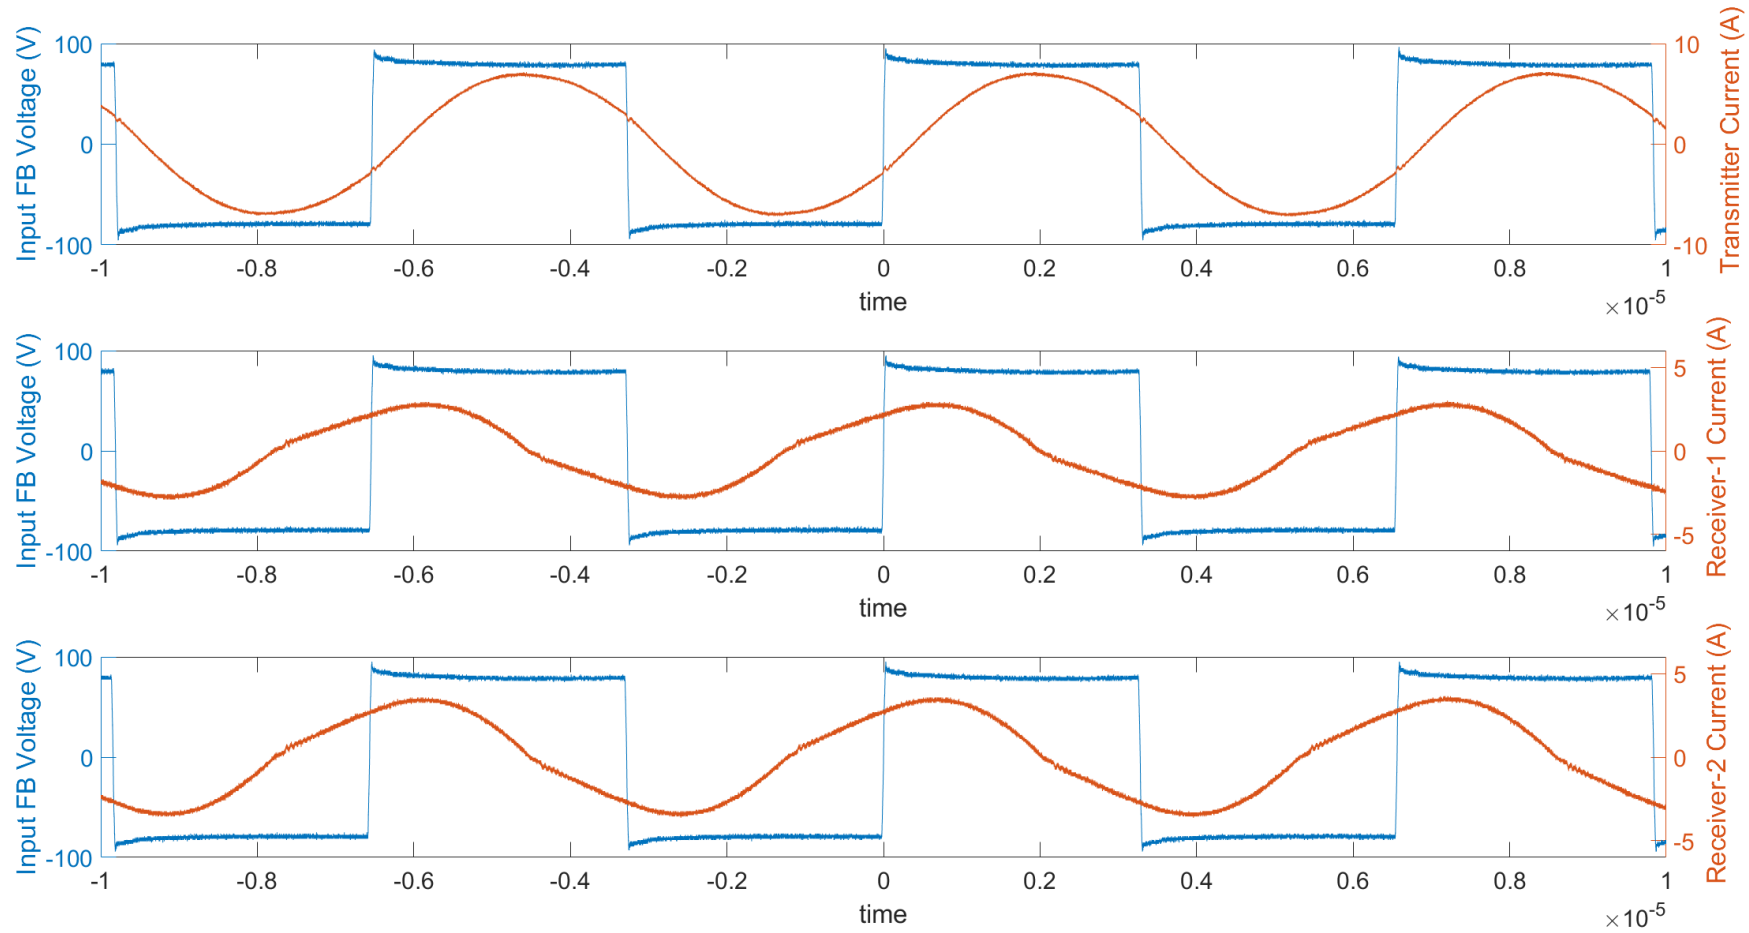 Input FB Voltage (V)
100
0
-100
10
0
-10
Transmitter Current (A)
-1 -0.8 -0.6 -0.4 -0.2 0 0.2 0.4 0.6 0.8 1
time
×10-5
Input FB Voltage (V)
100
0
-100
5
0
-5
Receiver-1 Current (A)
-1 -0.8 -0.6 -0.4 -0.2 0 0.2 0.4 0.6 0.8 1
time
×10-5
Input FB Voltage (V)
100
0
-100
5
0
-5
Receiver-2 Current (A)
-1 -0.8 -0.6 -0.4 -0.2 0 0.2 0.4 0.6 0.8 1
time
×10-5